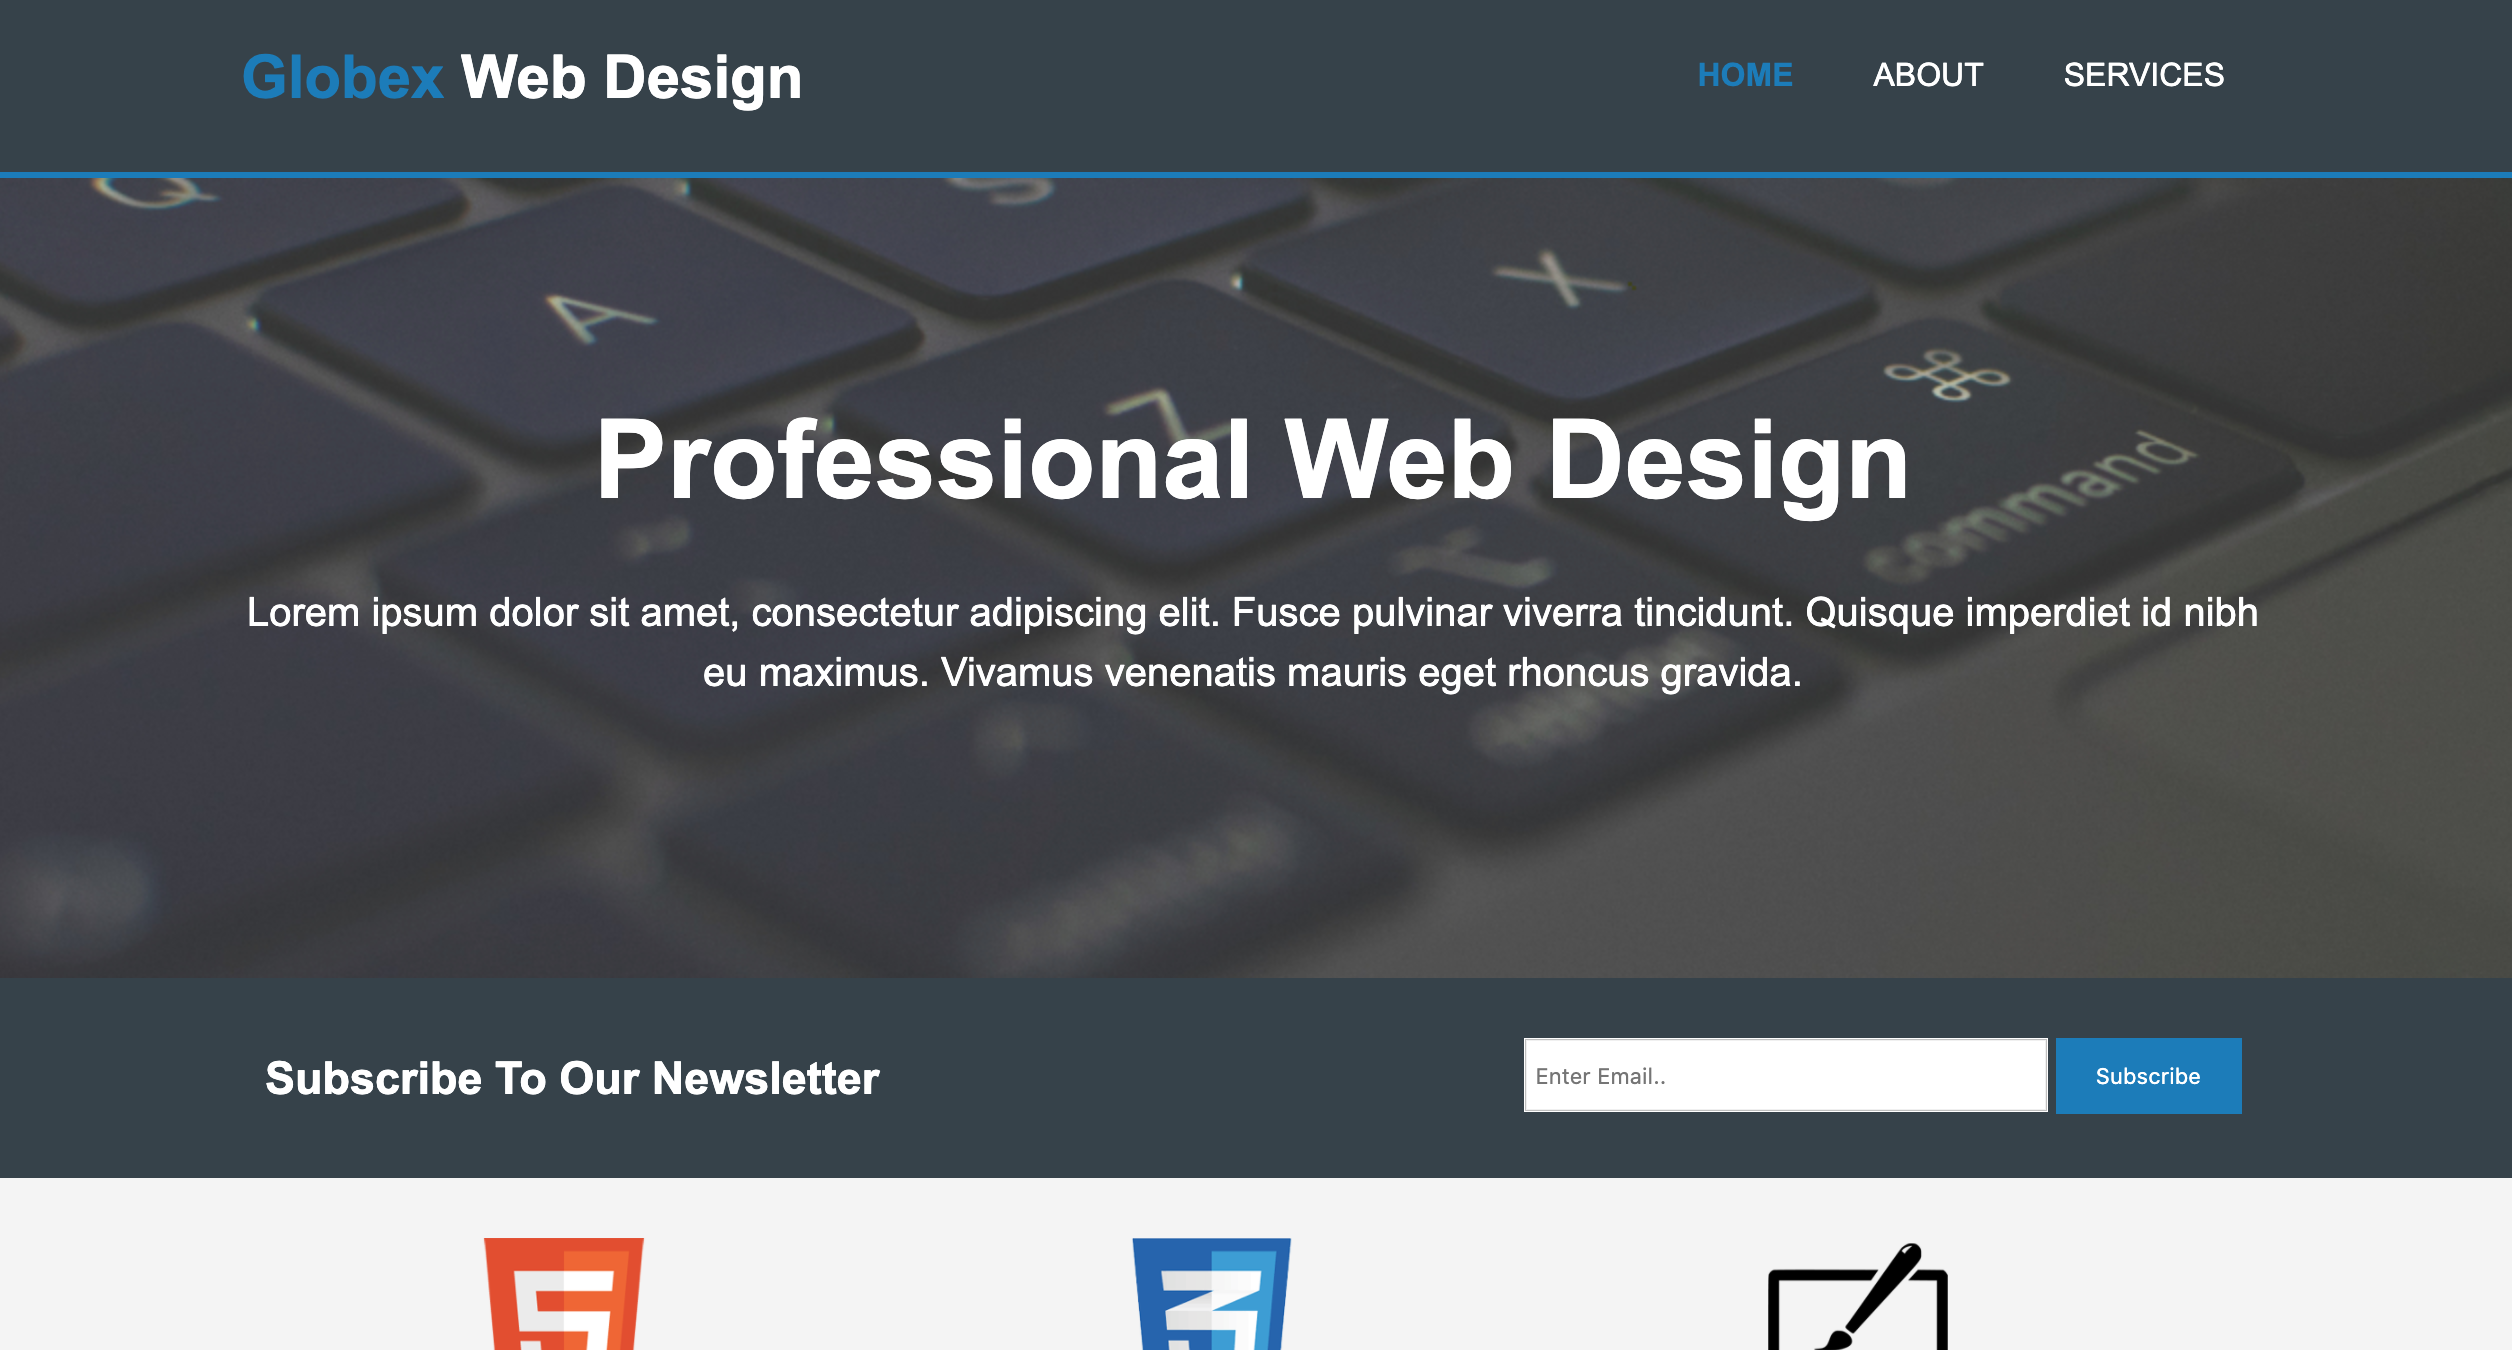 Globex Web Design
HOME ABOUT SERVICES
Q
S
A
X
Z
⌘
command
Professional Web Design
Lorem ipsum dolor sit amet, consectetur adipiscing elit. Fusce pulvinar viverra tincidunt. Quisque imperdiet id nibh
eu maximus. Vivamus venenatis mauris eget rhoncus gravida.
option
Subscribe To Our Newsletter
Enter Email..
Subscribe